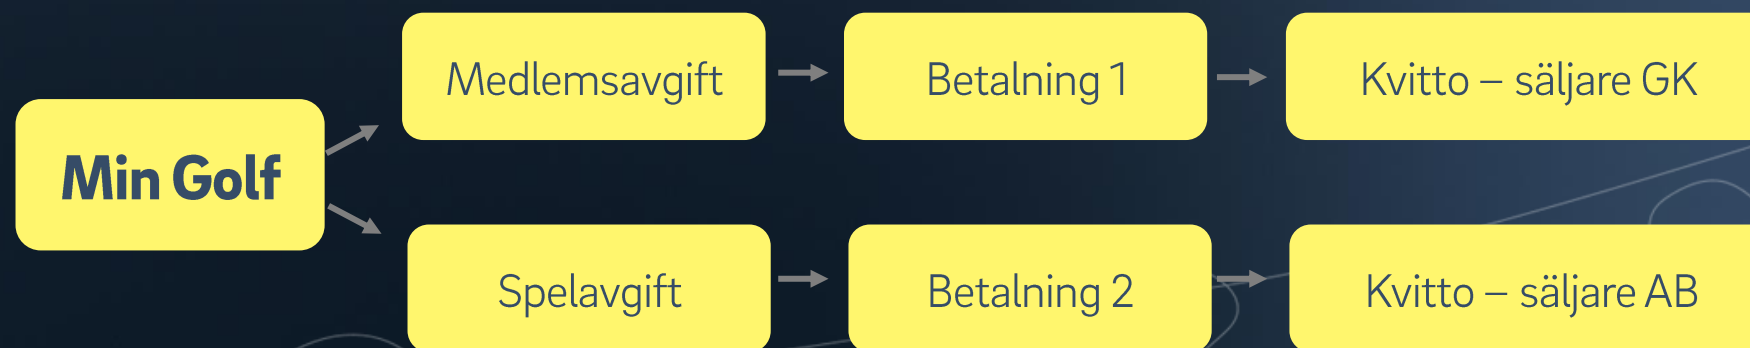 Min Golf
Medlemsavgift
Betalning 1
Kvitto – säljare GK
Spelavgift
Betalning 2
Kvitto – säljare AB